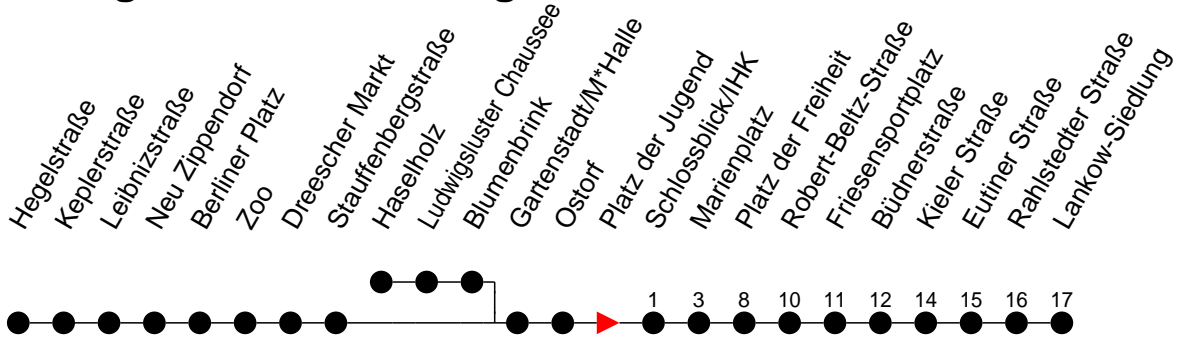 Hegelstraße
Keplerstraße
Leibnizstraße
Neu Zippendorf
Berliner Platz
Zoo
Dreescher Markt
Stauffenbergstraße
Haselholz
Ludwigsluster Chaussee
Blumenbrink
Gartenstadt/M*Halle
Ostorf
Platz der Jugend
Schlossblick/IHK
Marienplatz
Platz der Freiheit
Robert-Beltz-Straße
Friesensportplatz
Büdnerstraße
Kieler Straße
Eutiner Straße
Rahlstedter Straße
Lankow-Siedlung
1 3 8 10 11 12 14 15 16 17